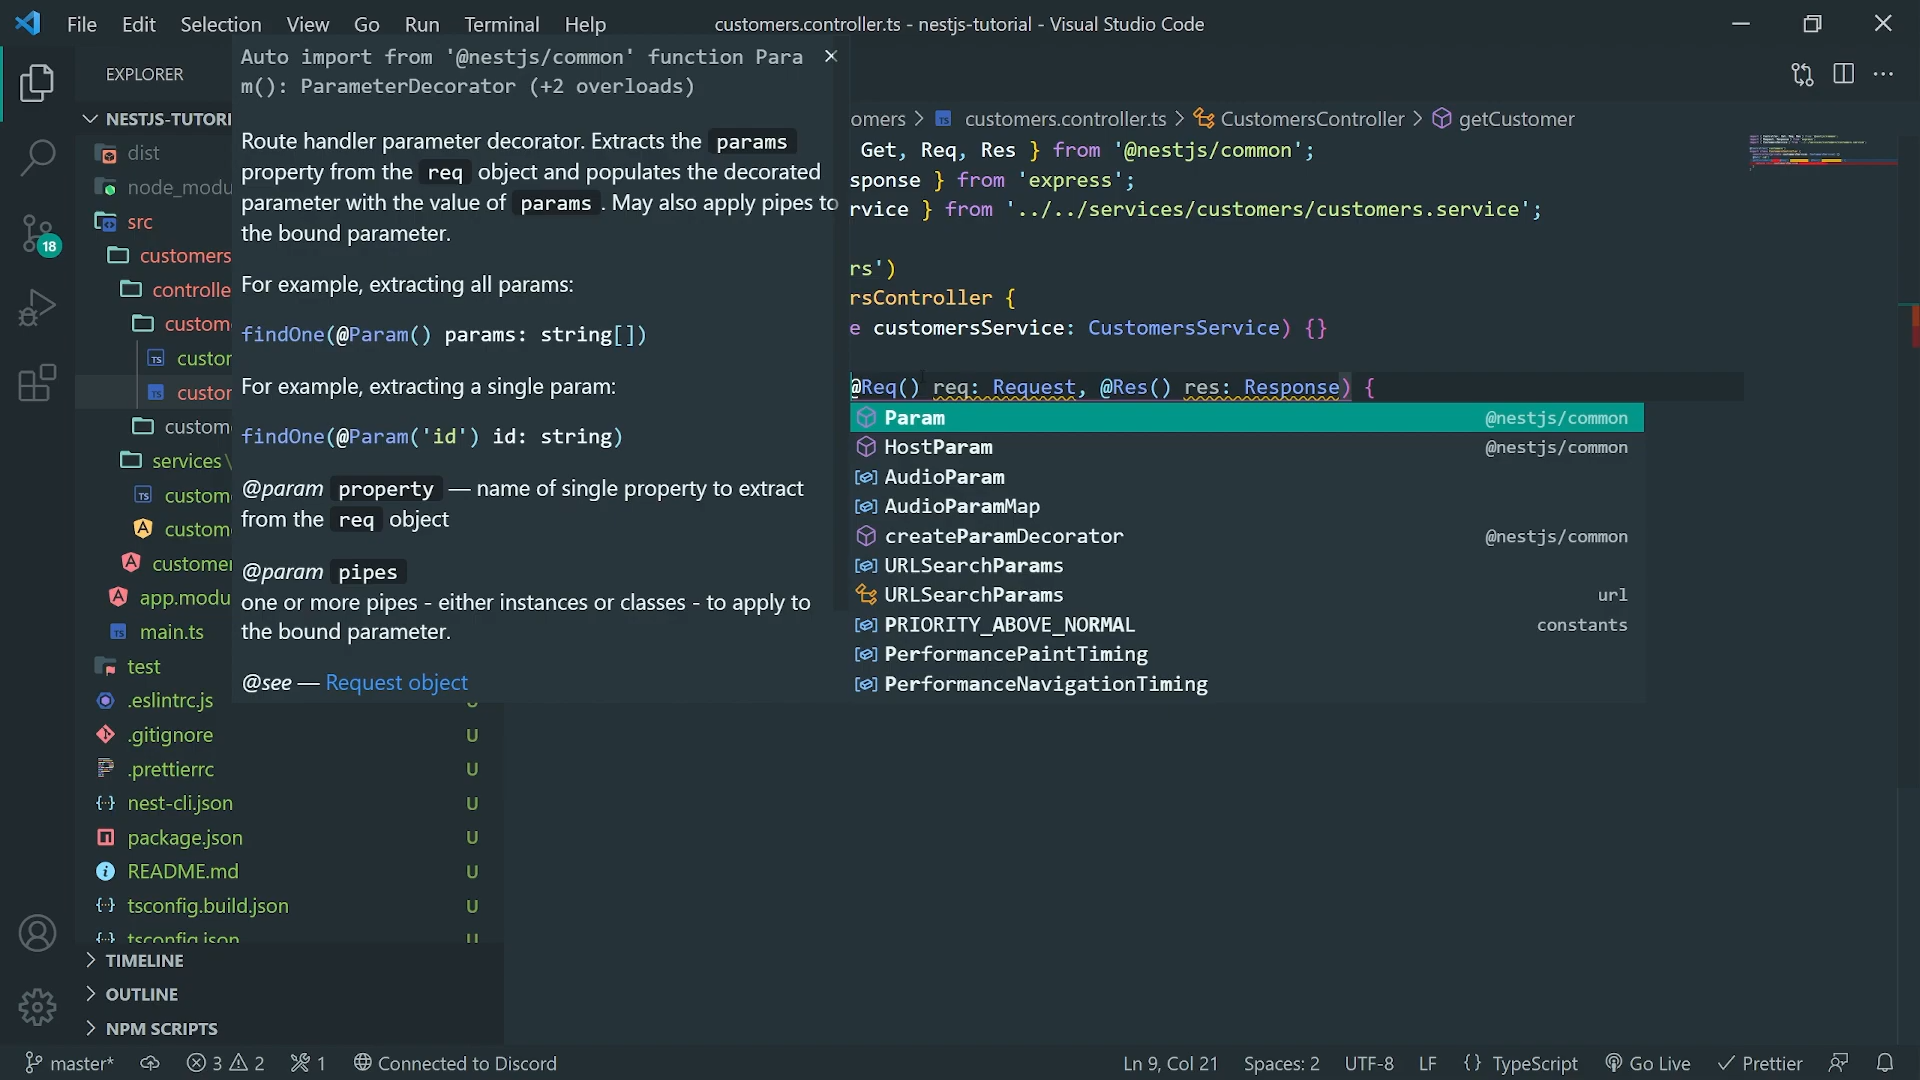 File Edit Selection View Go Run Terminal Help
customers.controller.ts - nestjs-tutorial - Visual Studio Code
EXPLORER
NESTJS-TUTORI
dist
node_modu
src
customers
controlle
custom
custor
custor
custom
services\
custom
custom
customer
app.modu
main.ts
test
.eslintrc.js U
.gitignore U
.prettierrc U
nest-cli.json U
package.json U
README.md U
tsconfig.build.json U
tsconfig.json U
TIMELINE
OUTLINE
NPM SCRIPTS
18
Auto import from '@nestjs/common' function Para
m(): ParameterDecorator (+2 overloads)
Route handler parameter decorator. Extracts the params
property from the req object and populates the decorated
parameter with the value of params. May also apply pipes to
the bound parameter.
For example, extracting all params:
findOne(@Param() params: string[])
For example, extracting a single param:
findOne(@Param('id') id: string)
@param property — name of single property to extract
from the req object
@param pipes
one or more pipes - either instances or classes - to apply to
the bound parameter.
@see — Request object
omers > customers.controller.ts > CustomersController > getCustomer
Get, Req, Res } from '@nestjs/common';
sponse } from 'express';
rvice } from '../../services/customers/customers.service';
rs')
rsController {
e customersService: CustomersService) {}
@Req() req: Request, @Res() res: Response) {
Param @nestjs/common
HostParam @nestjs/common
AudioParam
AudioParamMap
createParamDecorator @nestjs/common
URLSearchParams
URLSearchParams url
PRIORITY_ABOVE_NORMAL constants
PerformancePaintTiming
PerformanceNavigationTiming
master* 3 2 1 Connected to Discord
Ln 9, Col 21 Spaces: 2 UTF-8 LF {} TypeScript Go Live Prettier